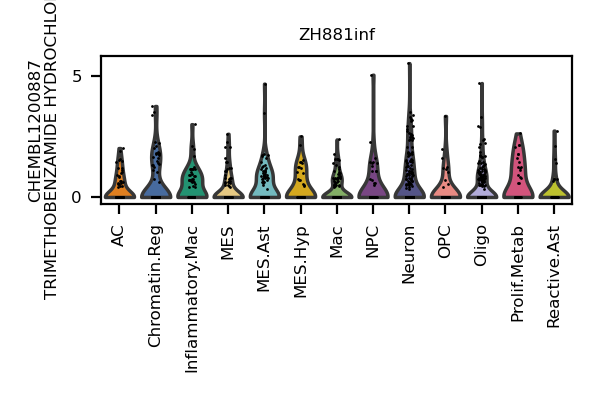 ZH881inf
CHEMBL1200887
TRIMETHOBENZAMIDE HYDROCHLO
5
0
AC
Chromatin.Reg
Inflammatory.Mac
MES
MES.Ast
MES.Hyp
Mac
NPC
Neuron
OPC
Oligo
Prolif.Metab
Reactive.Ast